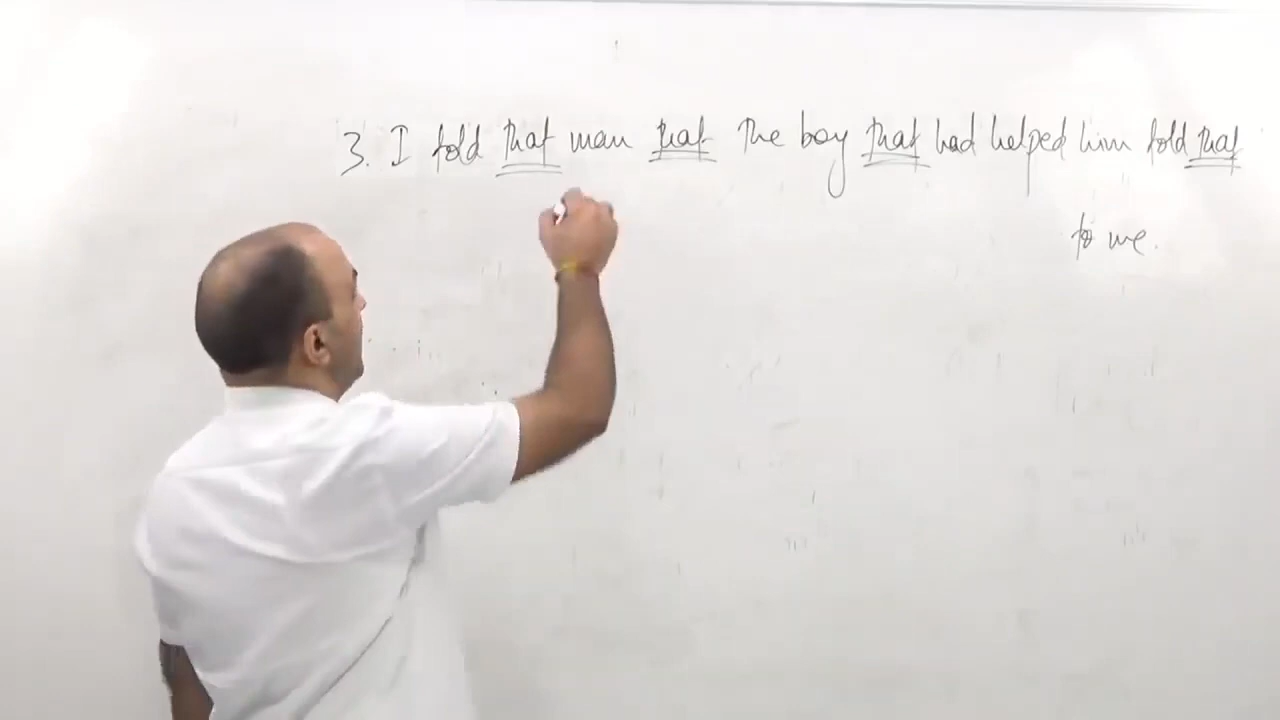 3. I told that man that the boy that had helped him told that
to me.